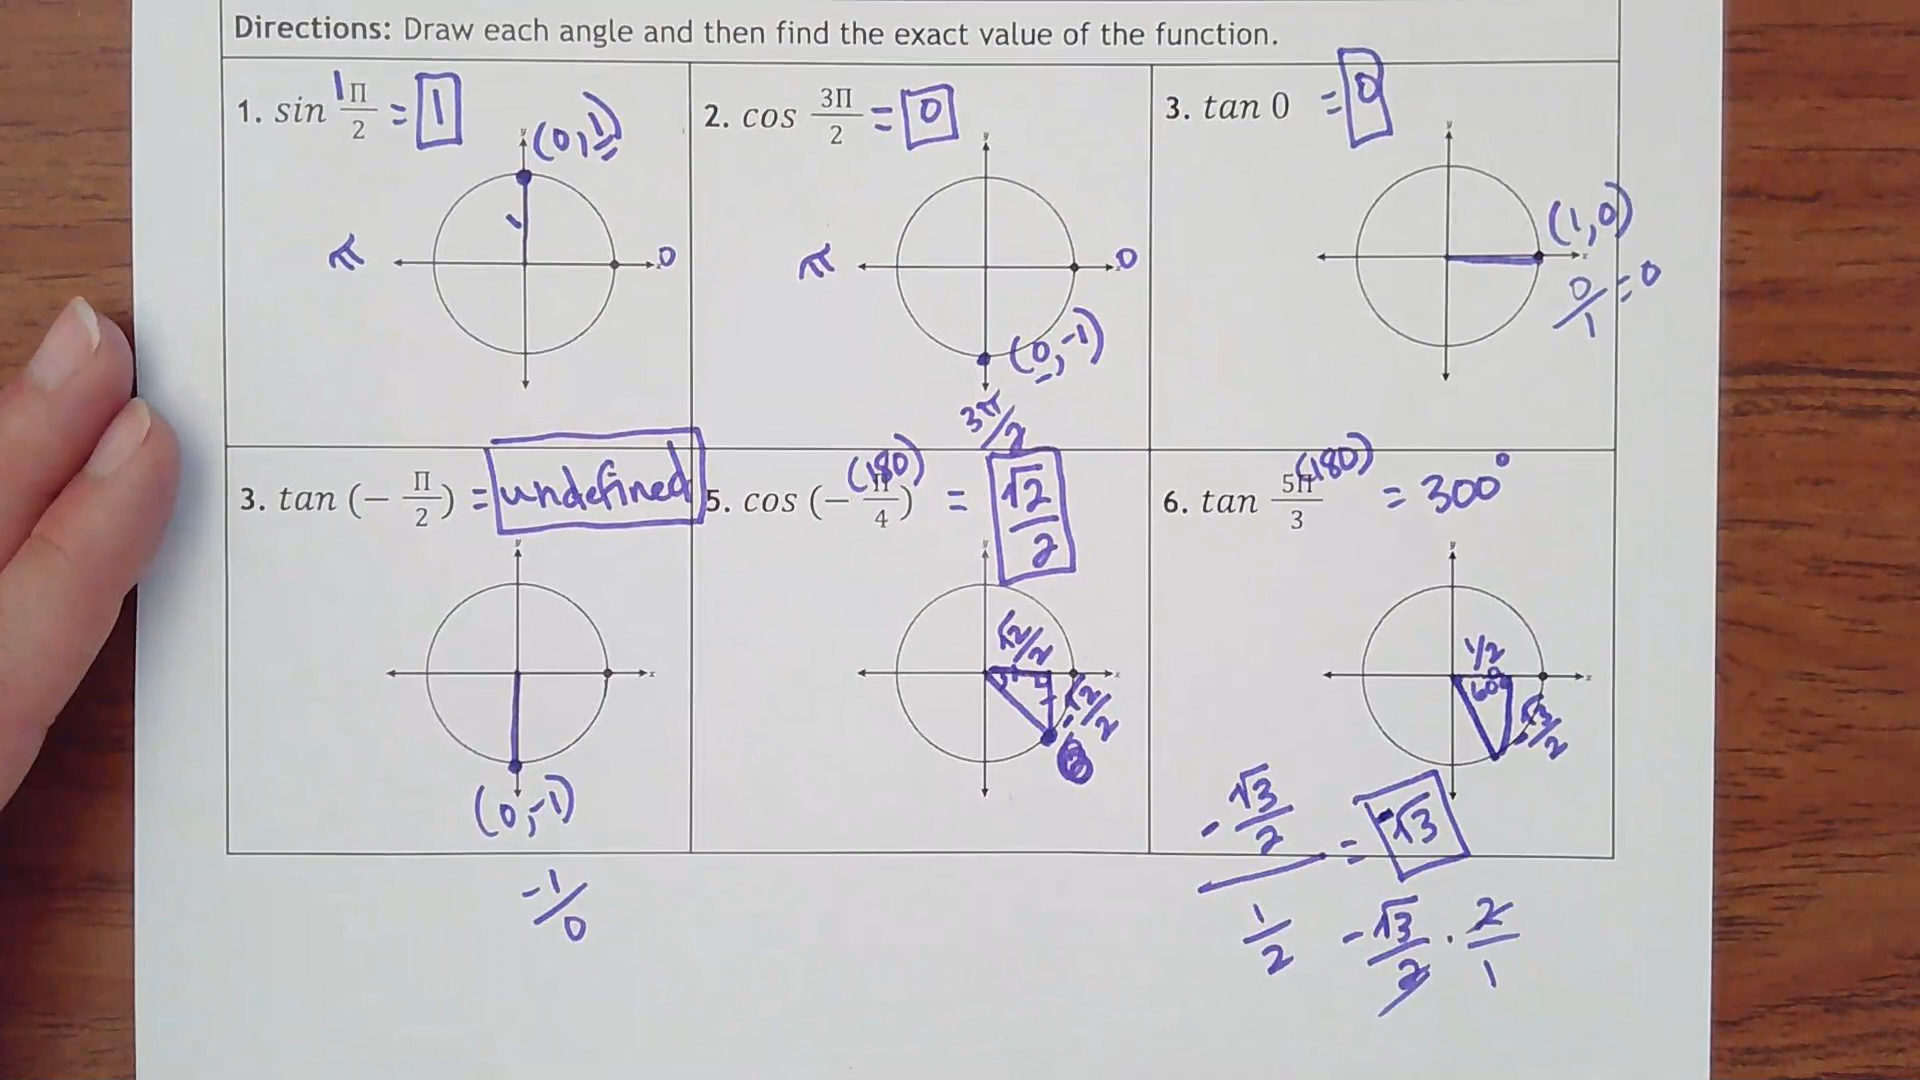 Directions: Draw each angle and then find the exact value of the function.
1. sin 1π/2 = 1
(0,1)
y
π
0
2. cos 3π/2 = 0
y
π
0
(0,-1)
3π/2
3. tan 0 = 0
y
(1,0)
x
0/1 = 0
3. tan (- π/2) = undefined
y
x
(0,-1)
-1/0
5. cos (- π/4) = √2/2
(180)
y
√2/2
x
-√2/2
6. tan 5π/3 = 300°
(180)
y
1/2
60°
x
-√3/2
-√3/2 / 1/2 = -√3
-√3/2 · 2/1